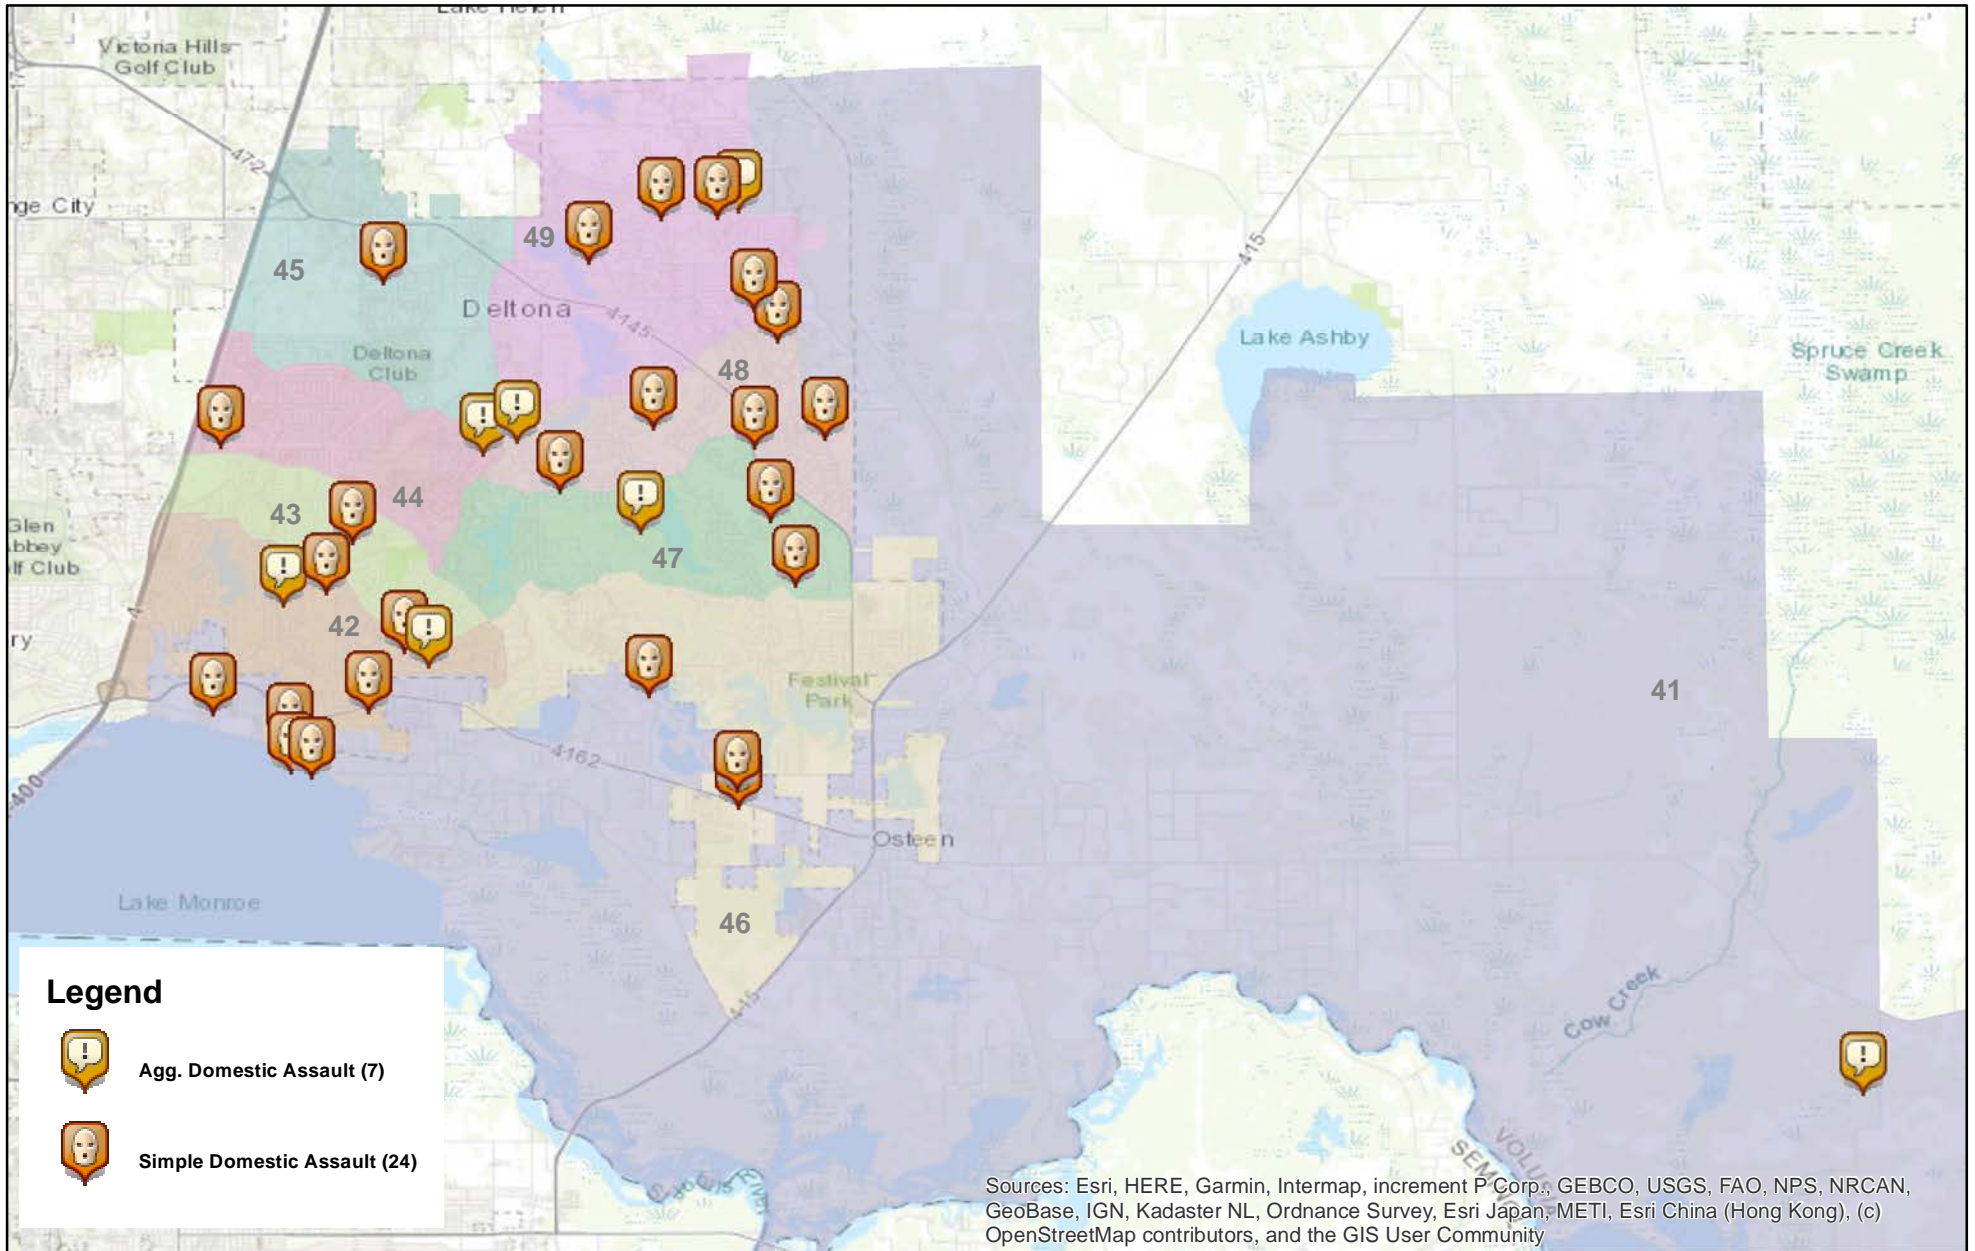 Victoria Hills
Golf Club
472
nge City
45
49
Deltona
4145
415
Lake Ashby
Spruce Creek
Swamp
Deltona
Club
48
44
43
Glen
Abbey
lf Club
47
42
ry
41
Festival
Park
4162
Osteen
400
Lake Monroe
46
415
Cow Creek
Legend
! Agg. Domestic Assault (7)
Simple Domestic Assault (24)
Sources: Esri, HERE, Garmin, Intermap, increment P Corp., GEBCO, USGS, FAO, NPS, NRCAN,
GeoBase, IGN, Kadaster NL, Ordnance Survey, Esri Japan, METI, Esri China (Hong Kong), (c)
OpenStreetMap contributors, and the GIS User Community